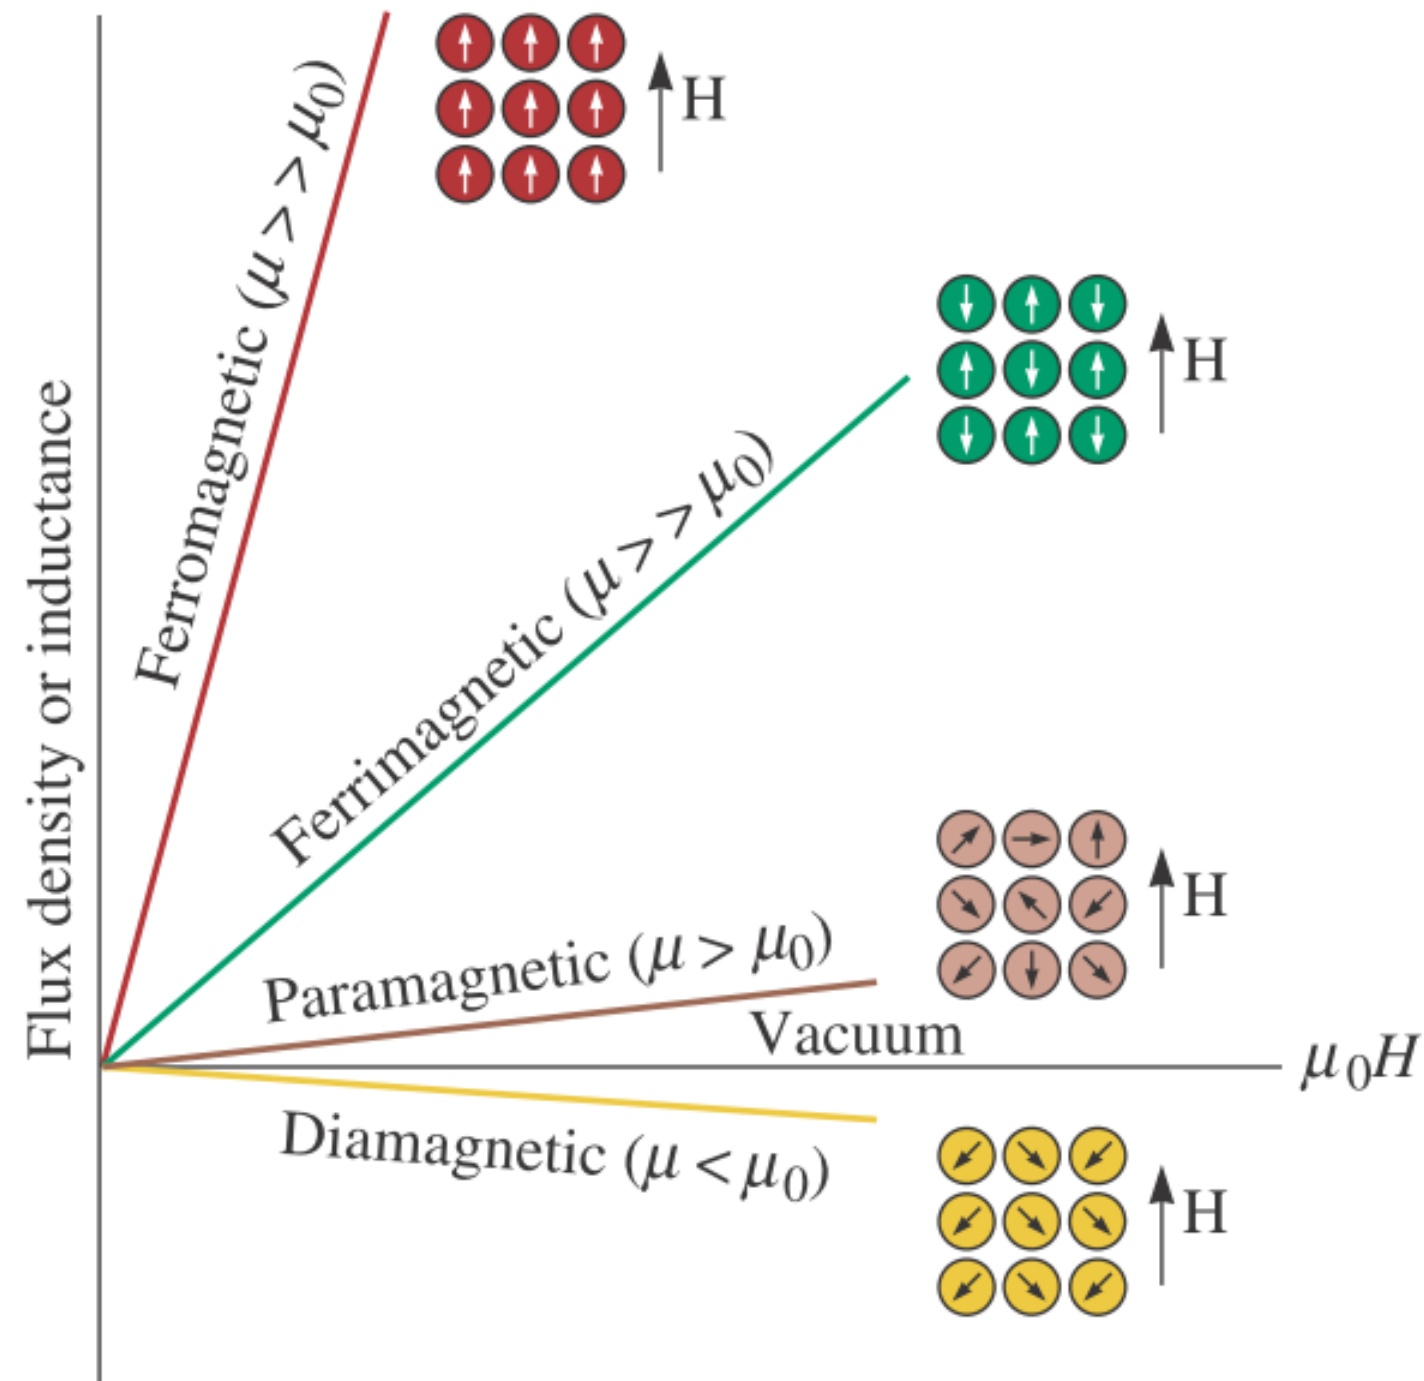 Flux density or inductance
Ferromagnetic (μ > > μ₀)
H
Ferrimagnetic (μ > > μ₀)
H
Paramagnetic (μ > μ₀)
H
Vacuum
μ₀H
Diamagnetic (μ < μ₀)
H